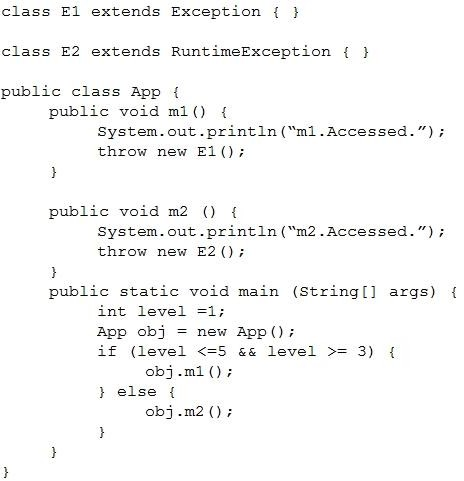 class E1 extends Exception { }
class E2 extends RuntimeException { }
public class App {
public void m1() {
System.out.println(“m1.Accessed.”);
throw new E1();
}
public void m2 () {
System.out.println(“m2.Accessed.”);
throw new E2();
}
public static void main (String[] args) {
int level =1;
App obj = new App();
if (level <=5 && level >= 3) {
obj.m1();
} else {
obj.m2();
}
}
}